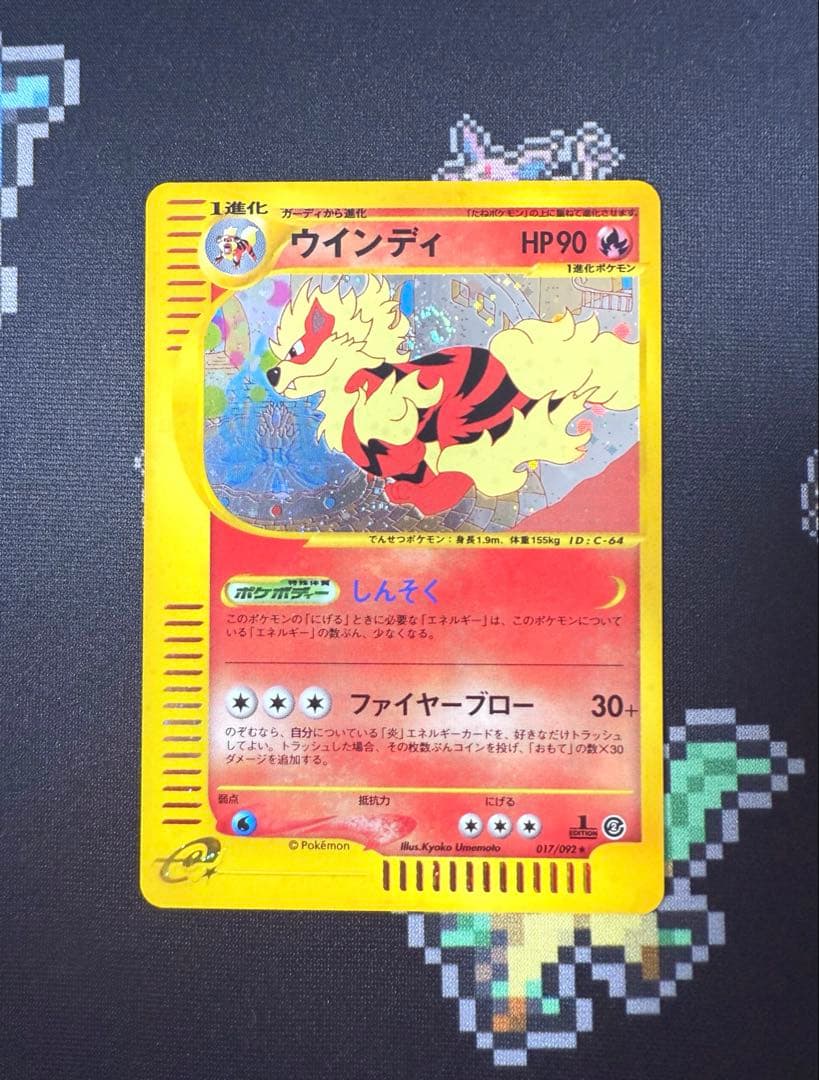 1進化 ガーディから進化 「たねポケモン」の上に重ねて進化させます。
ウインディ HP90
1進化ポケモン
でんせつポケモン:身長1.9m、体重155kg ID:C-64
特殊体質
ポケボディー しんそく
このポケモンの「にげる」ときに必要な「エネルギー」は、このポケモンについて
いる「エネルギー」の数ぶん、少なくなる。
ファイヤーブロー 30+
のぞむなら、自分についている「炎」エネルギーカードを、好きなだけトラッシュ
してよい。トラッシュした場合、その枚数ぶんコインを投げ、「おもて」の数×30
ダメージを追加する。
弱点 抵抗力 にげる
1
EDITION
© Pokémon Illus.Kyoko Umemoto 017/092★
e